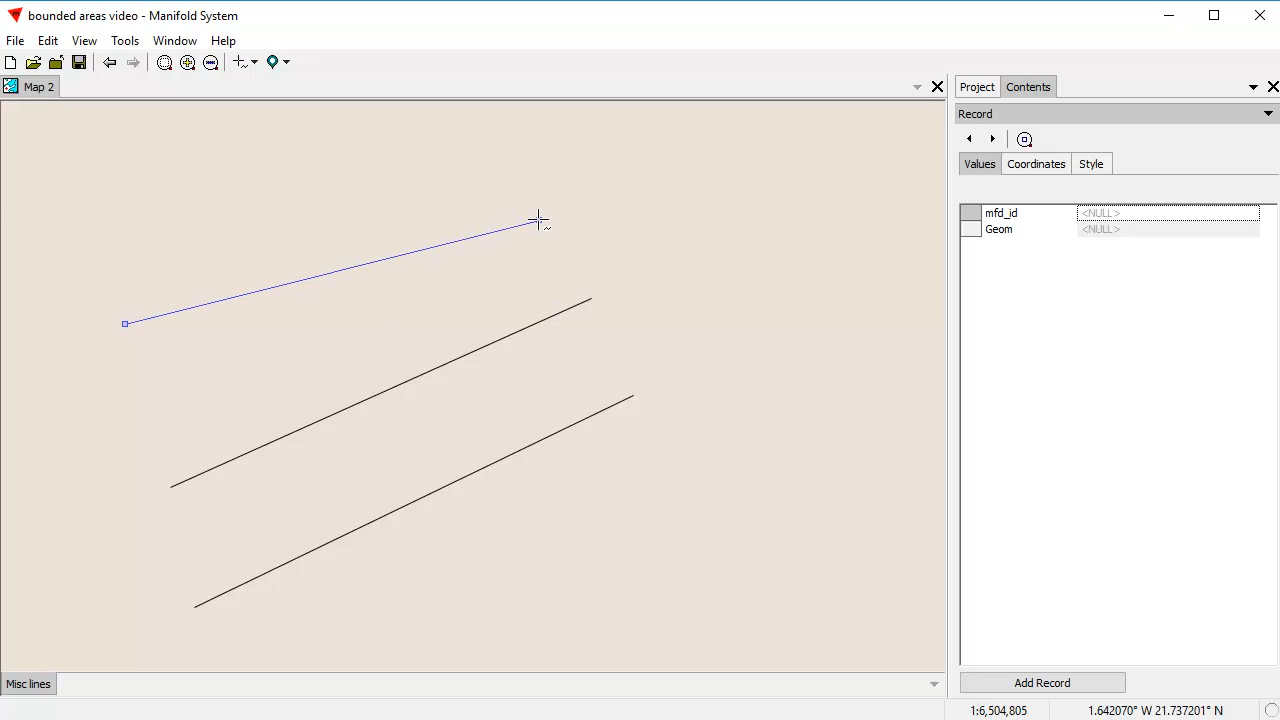 bounded areas video - Manifold System
File Edit View Tools Window Help
Map 2
Project Contents
Record
Values Coordinates Style
mfd_id <NULL>
Geom <NULL>
Misc lines
Add Record
1:6,504,805 1.642070° W 21.737201° N